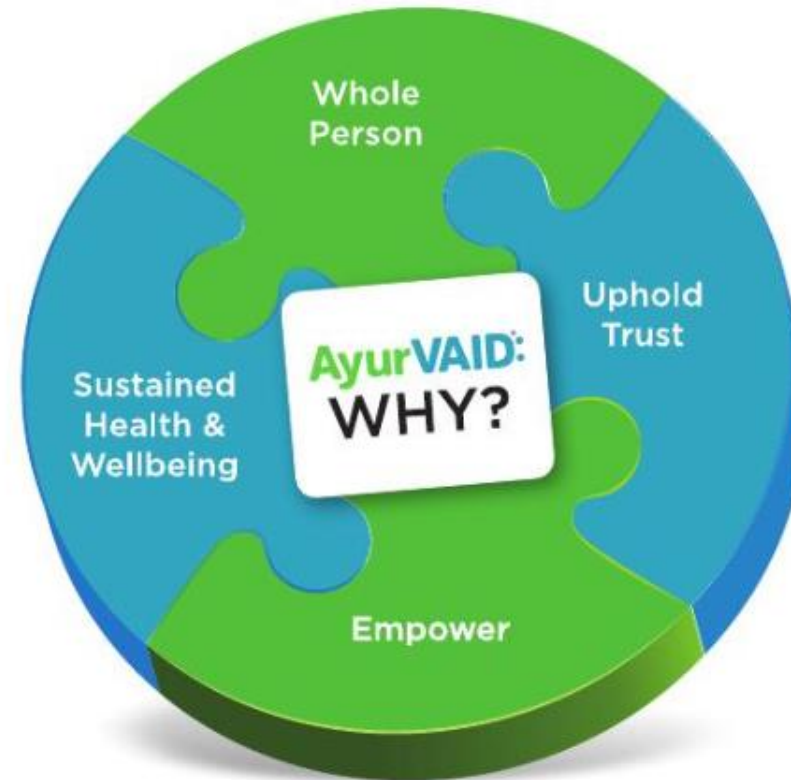 Whole
Person
Uphold
Trust
AyurVAID:
WHY?
Sustained
Health &
Wellbeing
Empower